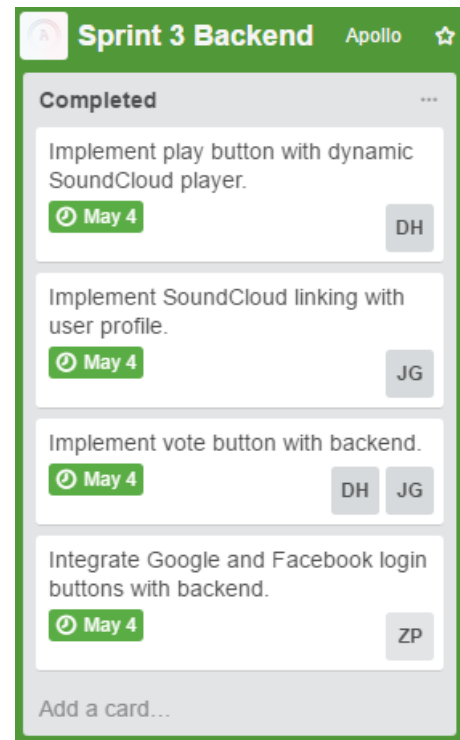 Sprint 3 Backend Apollo
Completed
Implement play button with dynamic
SoundCloud player.
May 4
DH
Implement SoundCloud linking with
user profile.
May 4
JG
Implement vote button with backend.
May 4
DH JG
Integrate Google and Facebook login
buttons with backend.
May 4
ZP
Add a card...